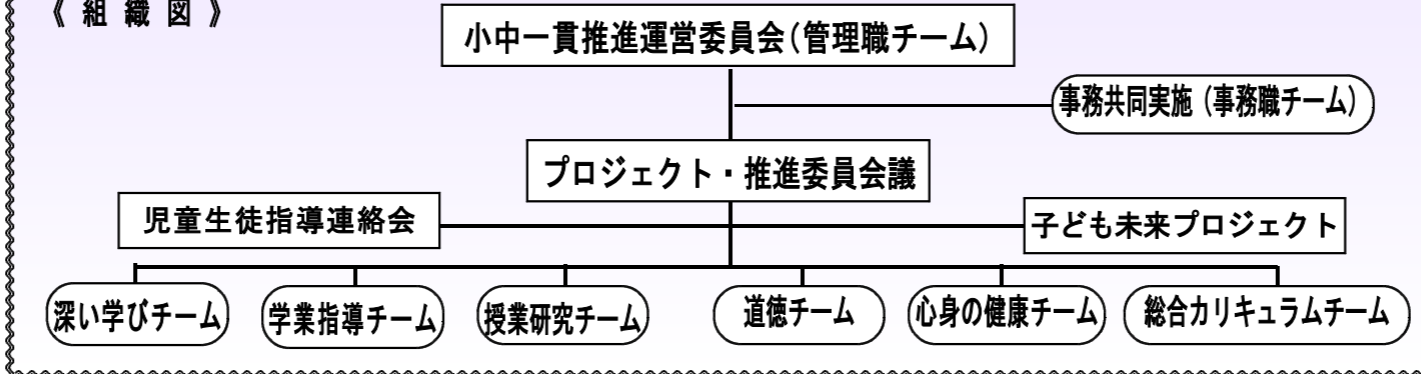 《 組 織 図 》
小中一貫推進運営委員会(管理職チーム)
事務共同実施(事務職チーム)
プロジェクト・推進委員会議
児童生徒指導連絡会
子ども未来プロジェクト
深い学びチーム
学業指導チーム
授業研究チーム
道徳チーム
心身の健康チーム
総合カリキュラムチーム